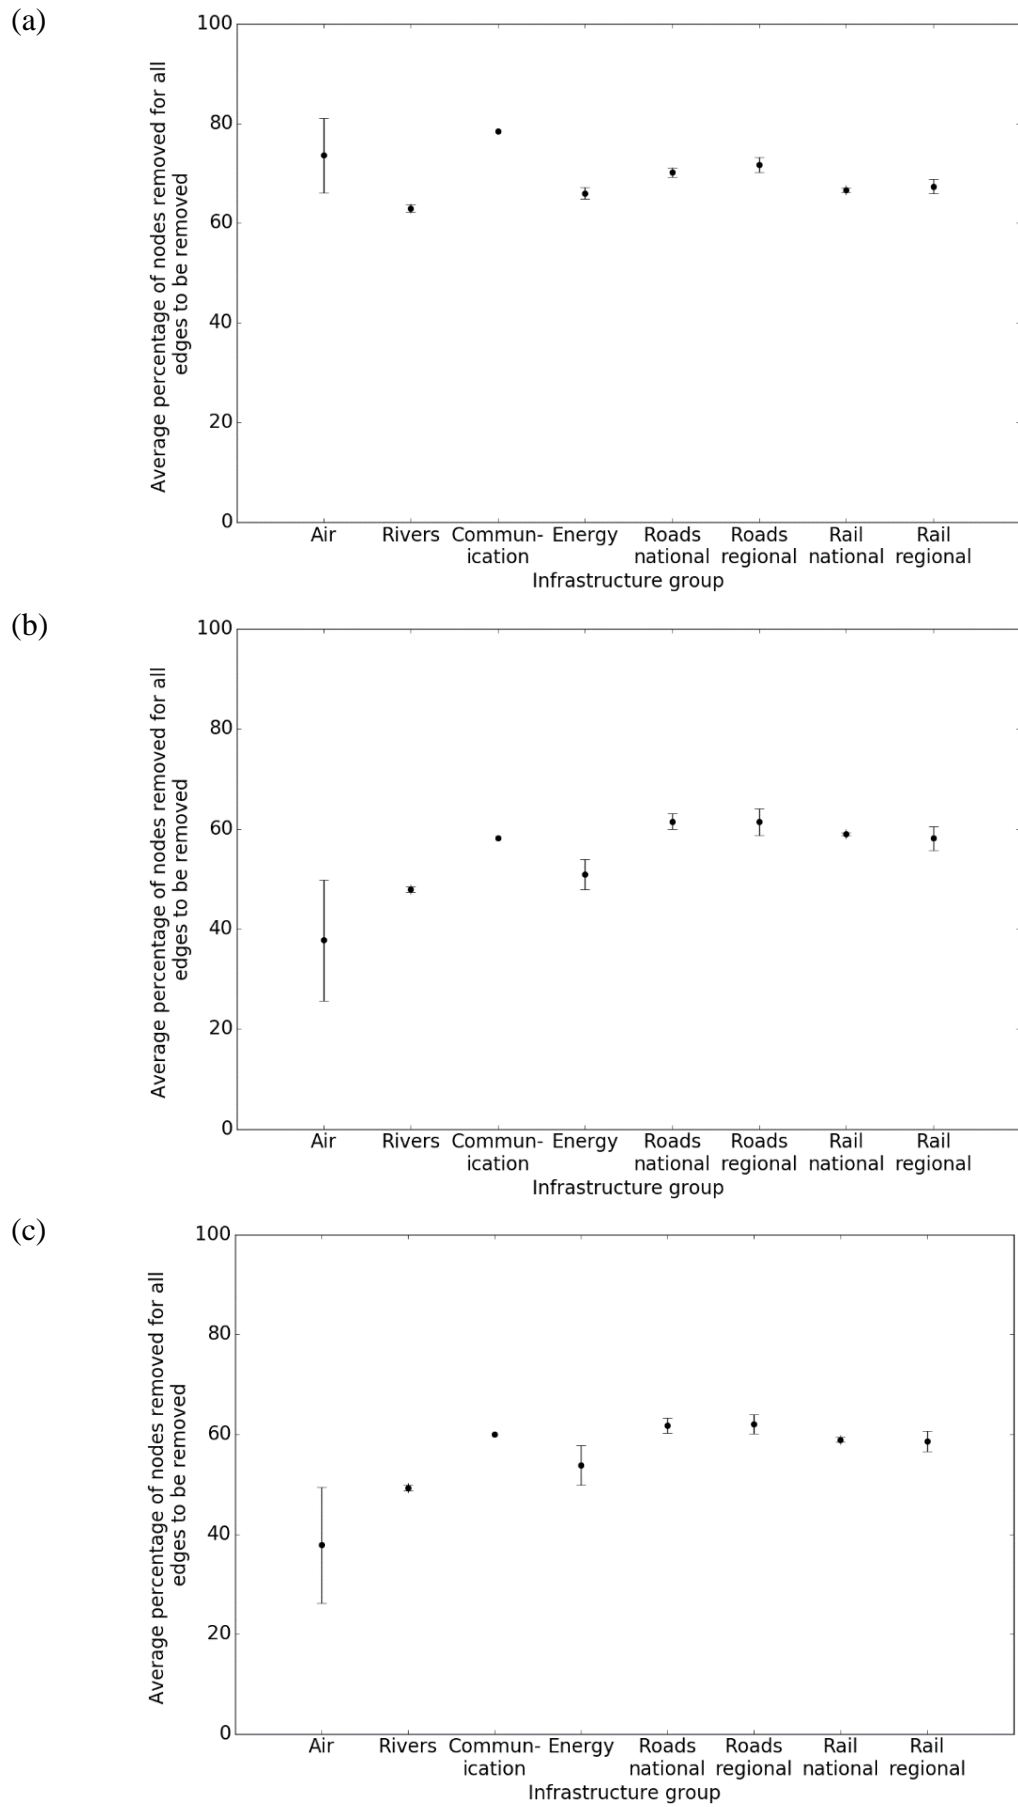 (a)
Average percentage of nodes removed for all
edges to be removed
100
80
60
40
20
0
Air Rivers Commun- Energy Roads Roads Rail Rail
ication national regional national regional
Infrastructure group
(b)
Average percentage of nodes removed for all
edges to be removed
100
80
60
40
20
0
Air Rivers Commun- Energy Roads Roads Rail Rail
ication national regional national regional
Infrastructure group
(c)
Average percentage of nodes removed for all
edges to be removed
100
80
60
40
20
0
Air Rivers Commun- Energy Roads Roads Rail Rail
ication national regional national regional
Infrastructure group